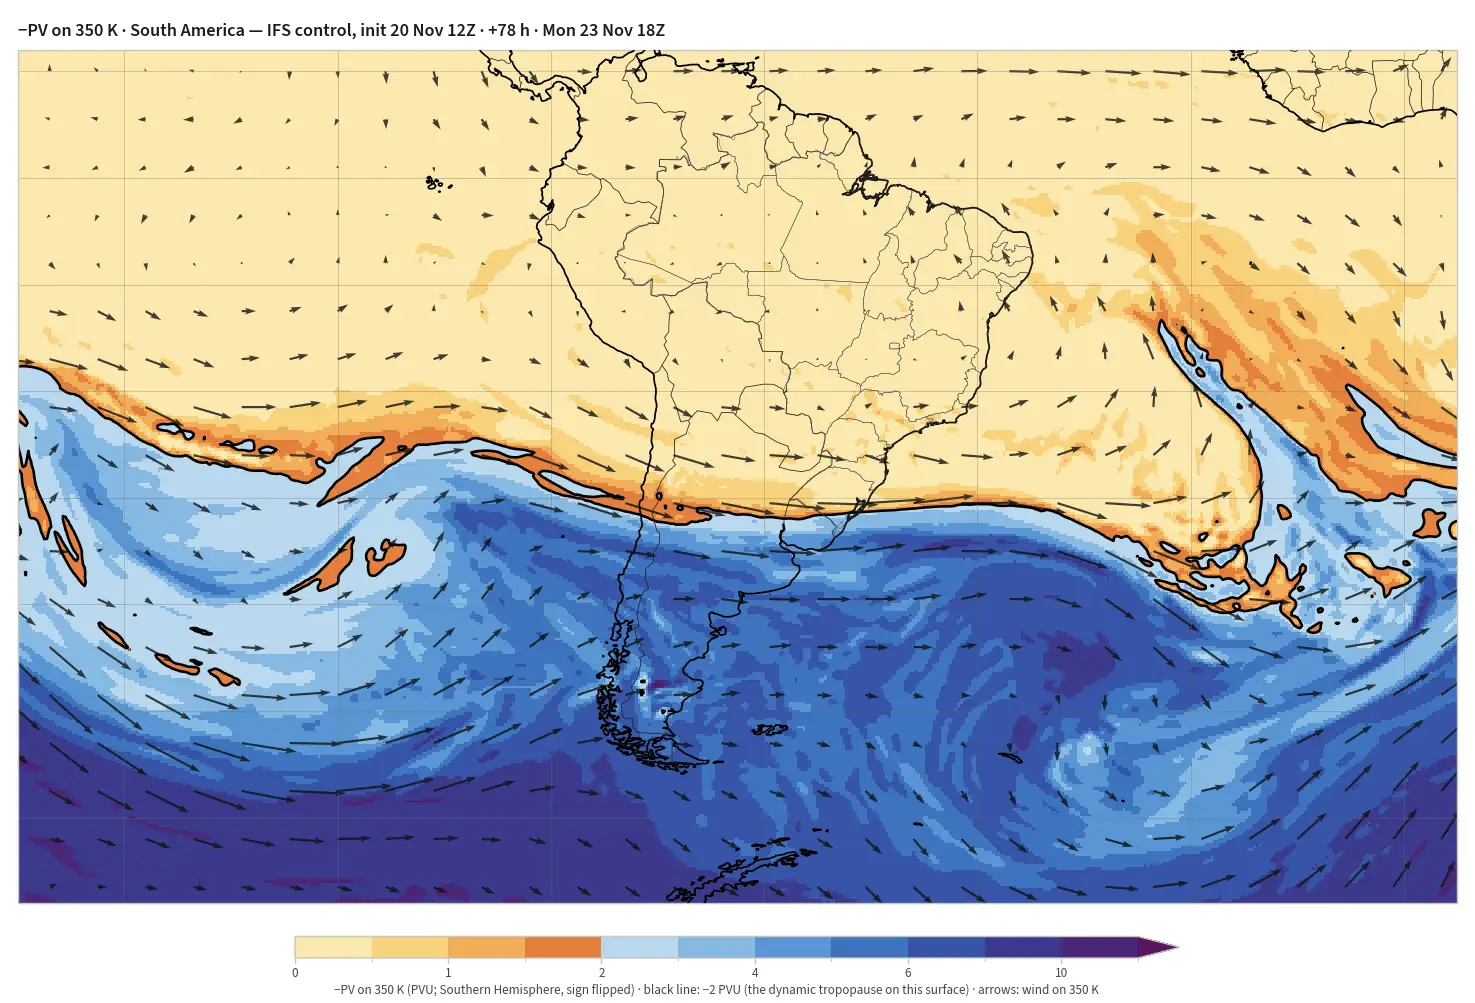 −PV on 350 K · South America — IFS control, init 20 Nov 12Z · +78 h · Mon 23 Nov 18Z
0 1 2 4 6 10
−PV on 350 K (PVU; Southern Hemisphere, sign flipped) · black line: −2 PVU (the dynamic tropopause on this surface) · arrows: wind on 350 K